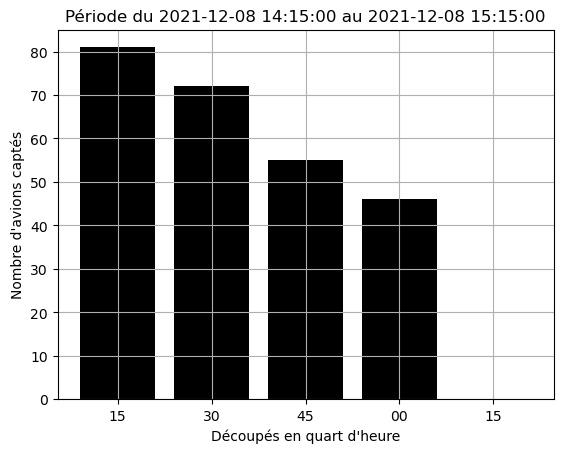 Période du 2021-12-08 14:15:00 au 2021-12-08 15:15:00
Nombre d'avions captés
80
70
60
50
40
30
20
10
0
15 30 45 00 15
Découpés en quart d'heure